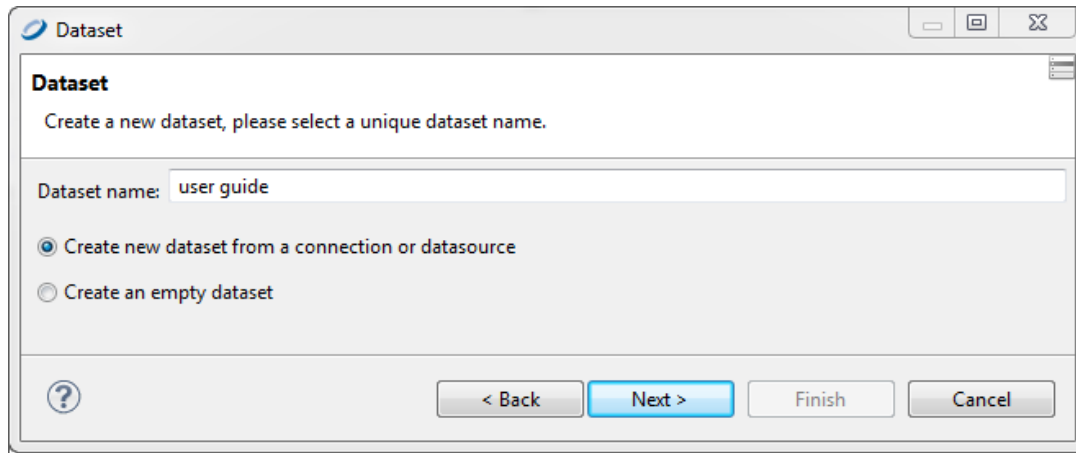 Dataset
Dataset
Create a new dataset, please select a unique dataset name.
Dataset name: user guide
Create new dataset from a connection or datasource
Create an empty dataset
< Back Next > Finish Cancel